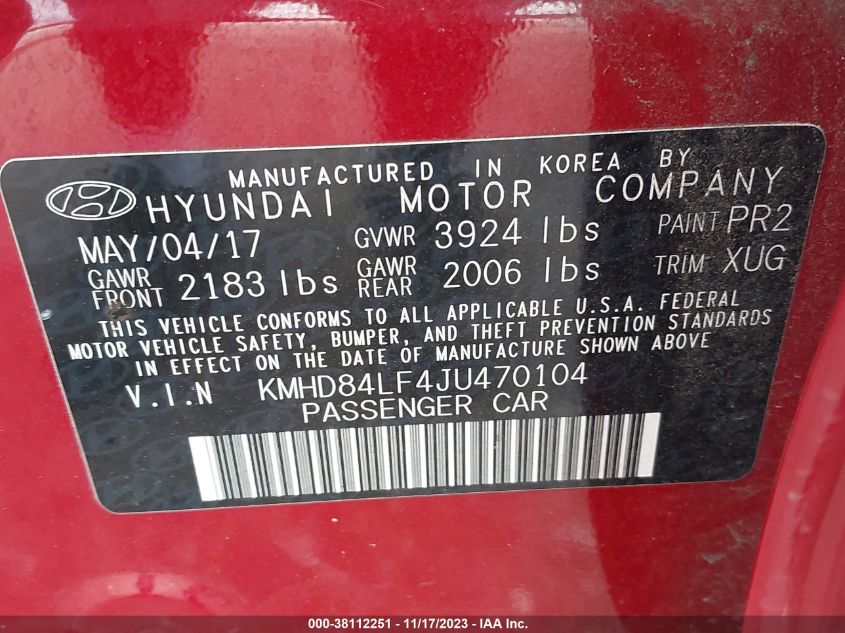 MANUFACTURED IN KOREA BY
HYUNDAI MOTOR COMPANY
MAY/04/17 GVWR 3924 lbs PAINT PR2
GAWR FRONT 2183 lbs GAWR REAR 2006 lbs TRIM XUG
THIS VEHICLE CONFORMS TO ALL APPLICABLE U.S.A. FEDERAL
MOTOR VEHICLE SAFETY, BUMPER, AND THEFT PREVENTION STANDARDS
IN EFFECT ON THE DATE OF MANUFACTURE SHOWN ABOVE
V.I.N KMHD84LF4JU470104
PASSENGER CAR
000-38112251 - 11/17/2023 - IAA Inc.